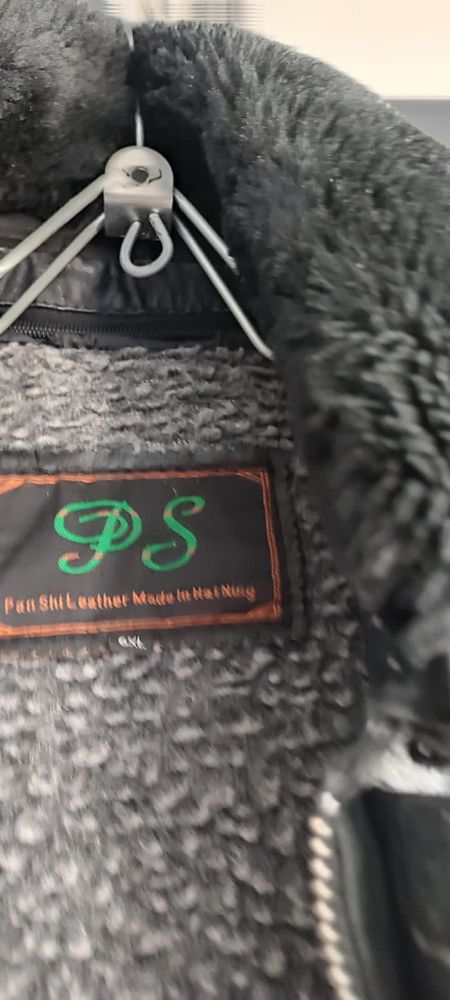 PS
Pan Shi Leather Made In Hai Ning
6XL